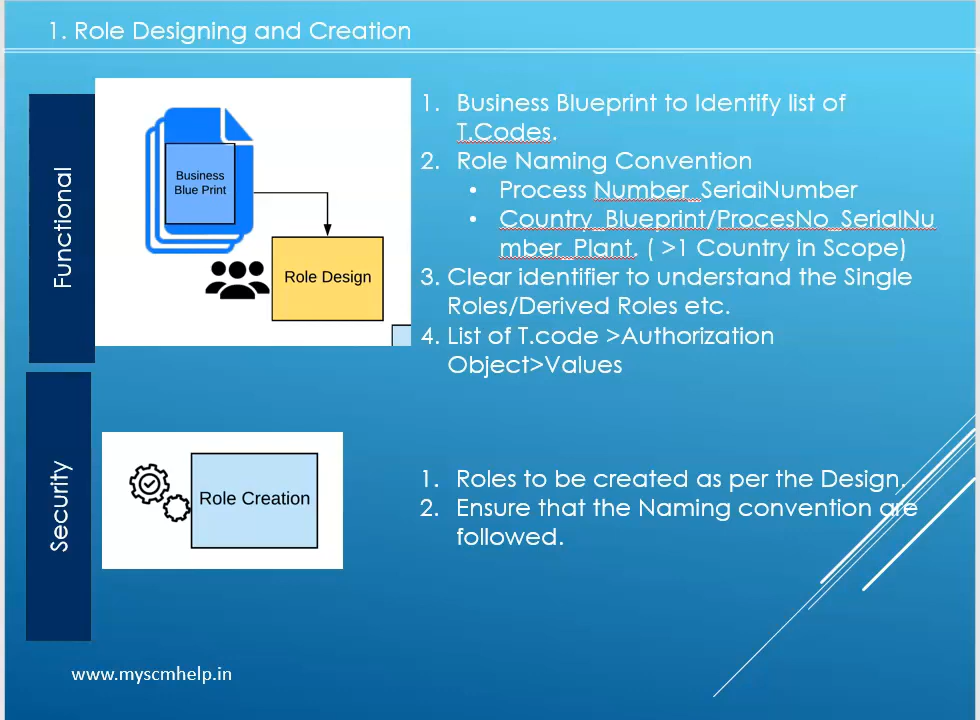 1. Role Designing and Creation
Functional
Business
Blue Print
Role Design
1. Business Blueprint to Identify list of
T.Codes.
2. Role Naming Convention
• Process Number_SerialNumber
• Country_Blueprint/ProcesNo_SerialNu
mber_Plant. ( >1 Country in Scope)
3. Clear identifier to understand the Single
Roles/Derived Roles etc.
4. List of T.code >Authorization
Object>Values
Security
Role Creation
1. Roles to be created as per the Design.
2. Ensure that the Naming convention are
followed.
www.myscmhelp.in